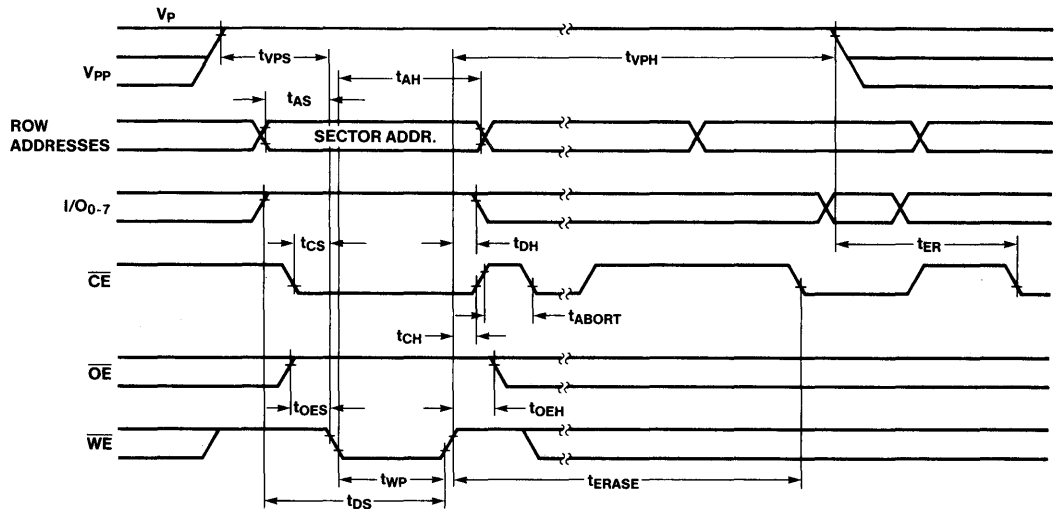 VP
VPP
tVPS
tVPH
tAH
tAS
ROW
ADDRESSES
SECTOR ADDR.
I/O0-7
tCS
tDH
tER
CE
tABORT
tCH
OE
tOES
tOEH
WE
tWP
tERASE
tDS